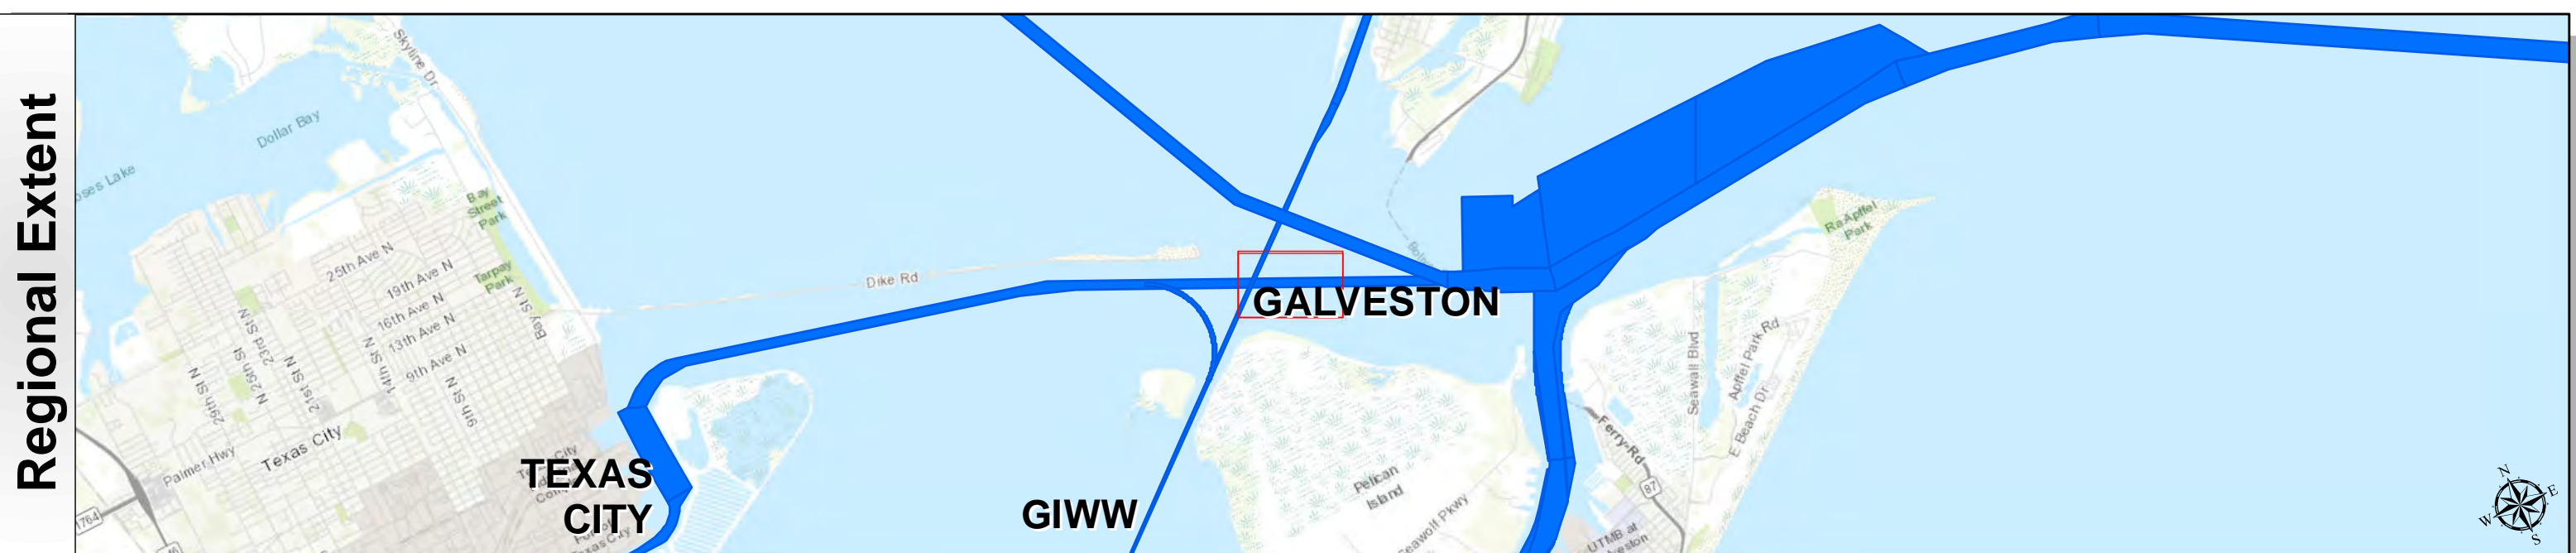 Regional Extent
Skyline Dr
Dollar Bay
oses Lake
Bay
Street
Park
25th Ave N
19th Ave N
16th Ave N
13th Ave N
9th Ave N
Tarpey
Park
Bay St N
29th St N
25th St N
23rd St N
21st St N
14th St N
9th St N
Palmer Hwy
Texas City
1764
TEXAS
CITY
Dike Rd
GALVESTON
GIWW
Pelican
Island
Seawolf Pkwy
Ferry Rd
87
UTMB at
Seawall Blvd
Apffel Park Rd
E Beach Dr
Ra Apffel
Park
N
E
W
S